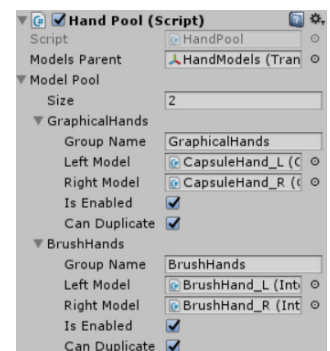 Hand Pool (Script)
Script HandPool
Models Parent HandModels (Tran
Model Pool
Size 2
GraphicalHands
Group Name GraphicalHands
Left Model CapsuleHand_L (
Right Model CapsuleHand_R (
Is Enabled
Can Duplicate
BrushHands
Group Name BrushHands
Left Model BrushHand_L (Int
Right Model BrushHand_R (Int
Is Enabled
Can Duplicate